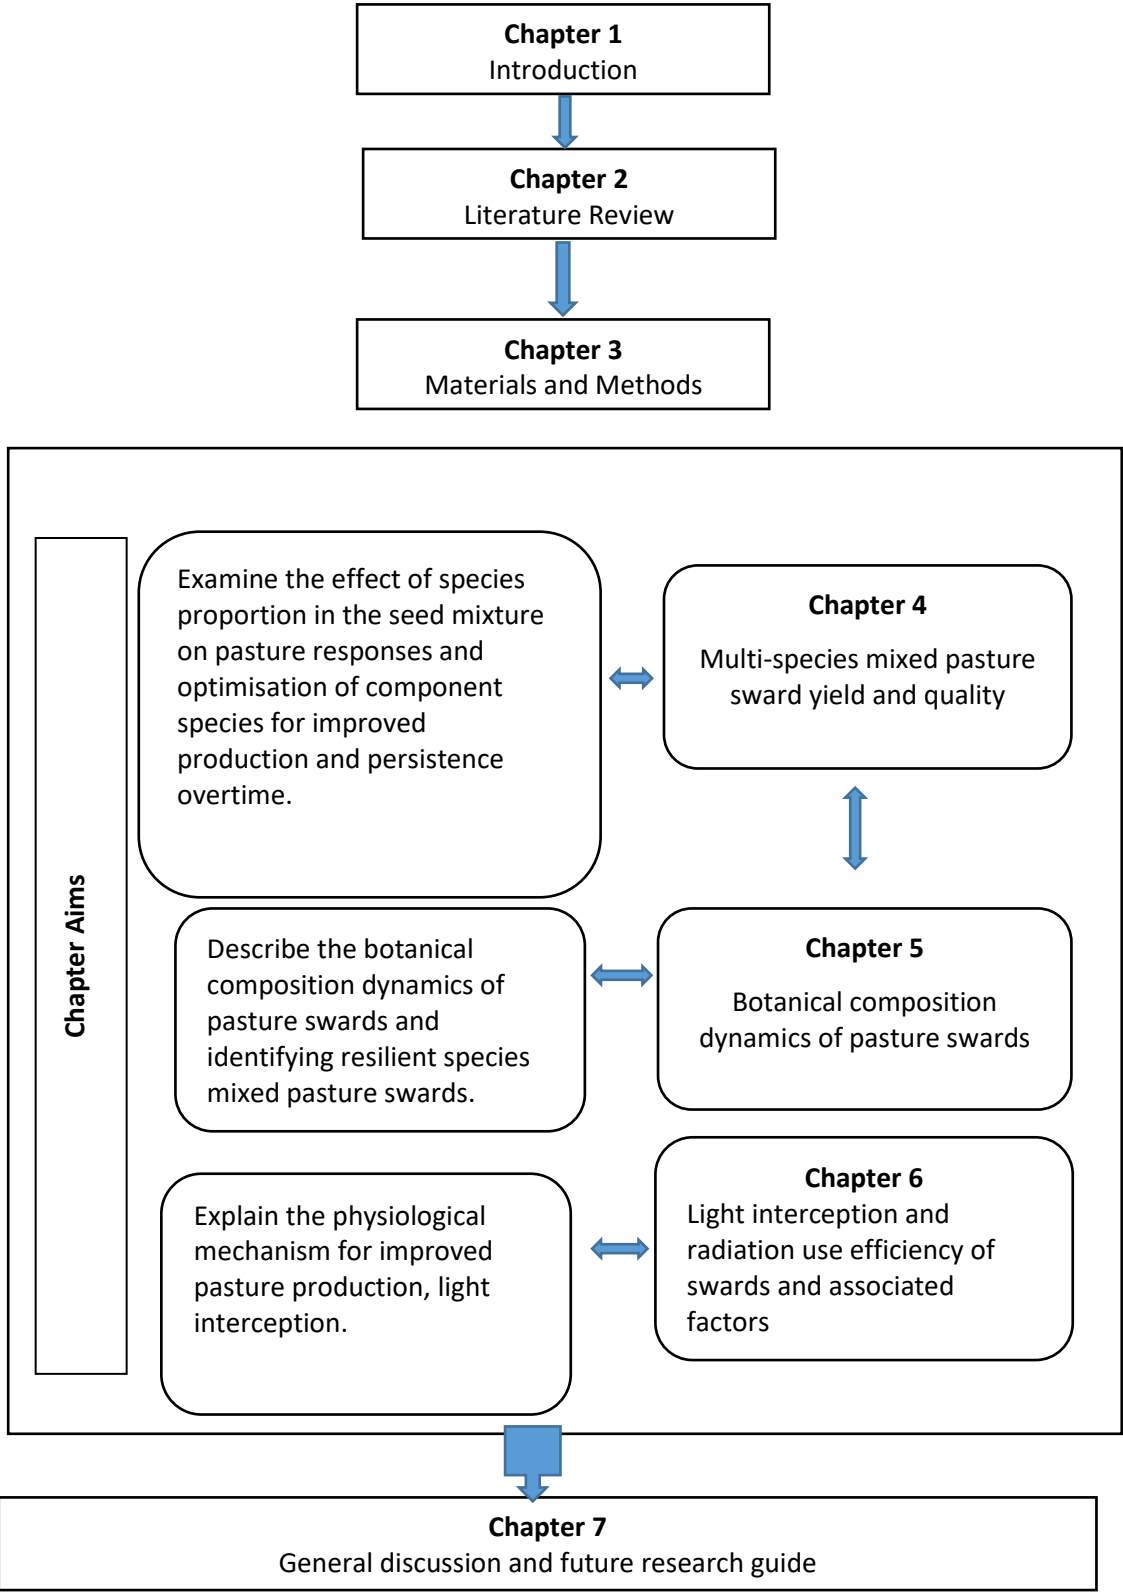 Chapter 1
Introduction
Chapter 2
Literature Review
Chapter 3
Materials and Methods
Chapter Aims
Examine the effect of species
proportion in the seed mixture
on pasture responses and
optimisation of component
species for improved
production and persistence
overtime.
Chapter 4
Multi-species mixed pasture
sward yield and quality
Describe the botanical
composition dynamics of
pasture swards and
identifying resilient species
mixed pasture swards.
Chapter 5
Botanical composition
dynamics of pasture swards
Explain the physiological
mechanism for improved
pasture production, light
interception.
Chapter 6
Light interception and
radiation use efficiency of
swards and associated
factors
Chapter 7
General discussion and future research guide